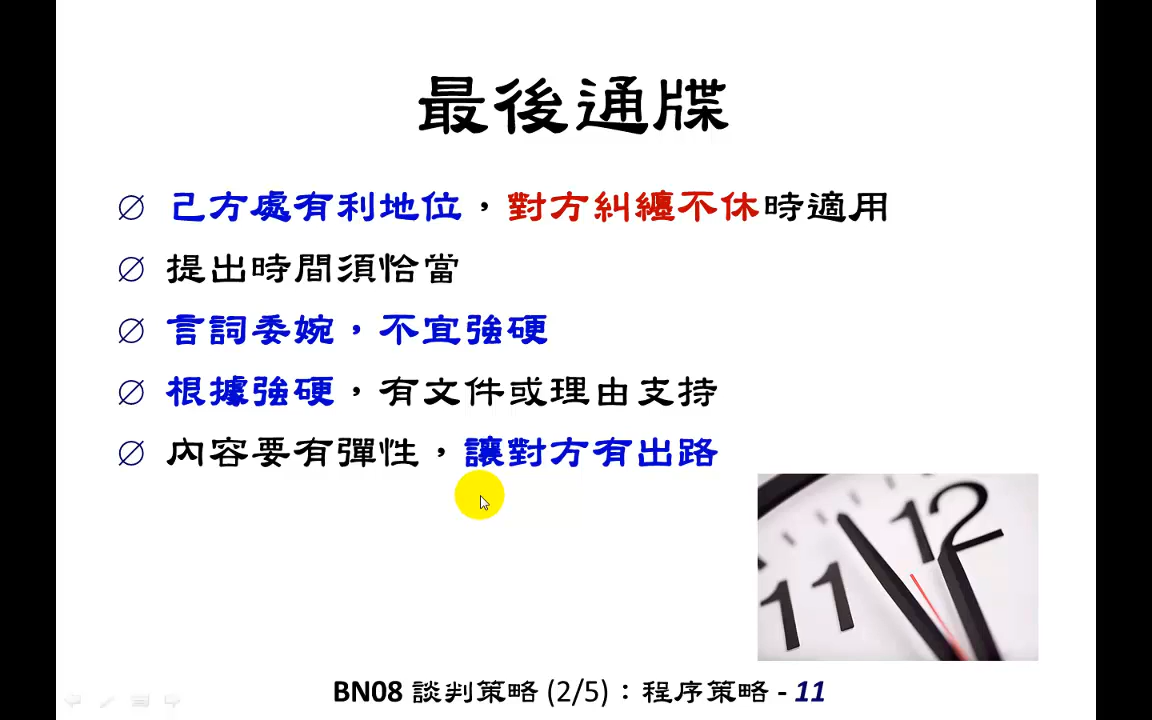 最後通牒
己方處有利地位，對方糾纏不休時適用
提出時間須恰當
言詞委婉，不宜強硬
根據強硬，有文件或理由支持
內容要有彈性，讓對方有出路
11 12
BN08 談判策略 (2/5)：程序策略 - 11